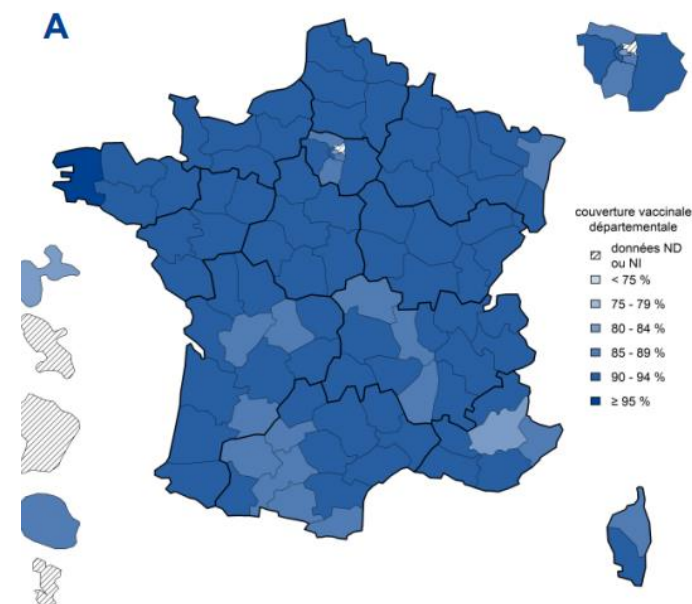 A
couverture vaccinale
départementale
données ND
ou NI
< 75 %
75 - 79 %
80 - 84 %
85 - 89 %
90 - 94 %
≥ 95 %